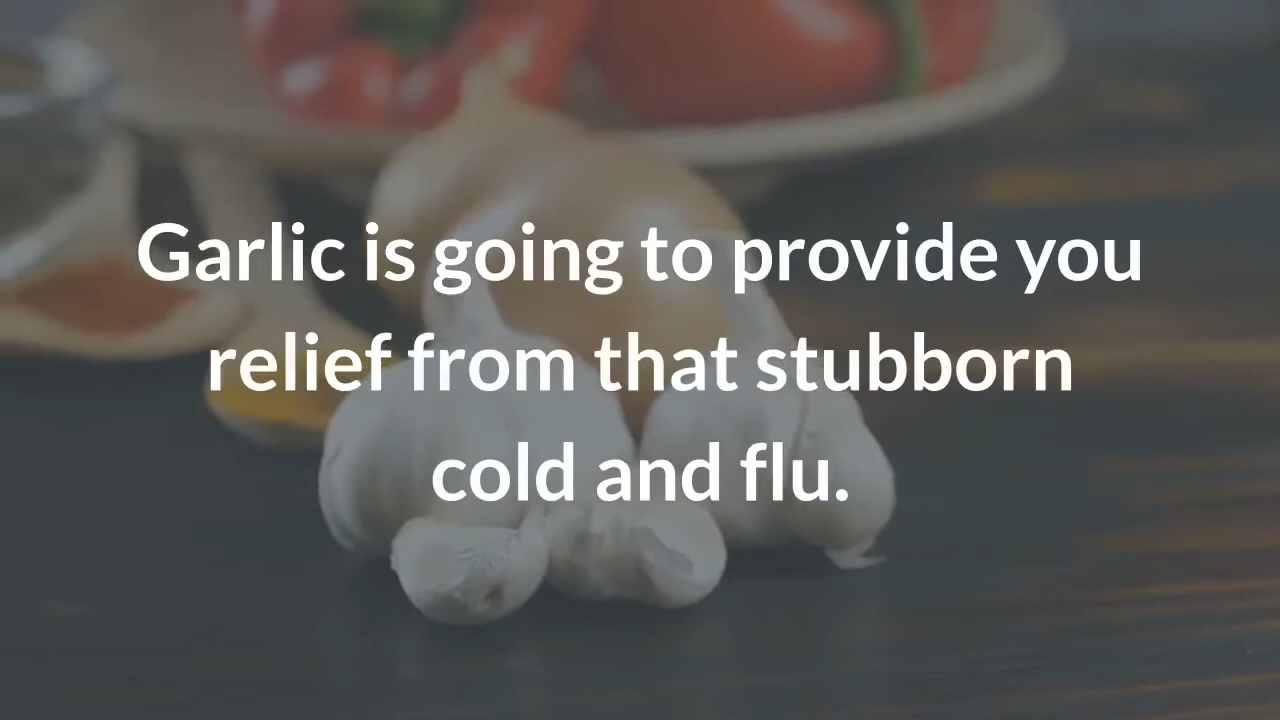 Garlic is going to provide you
relief from that stubborn
cold and flu.